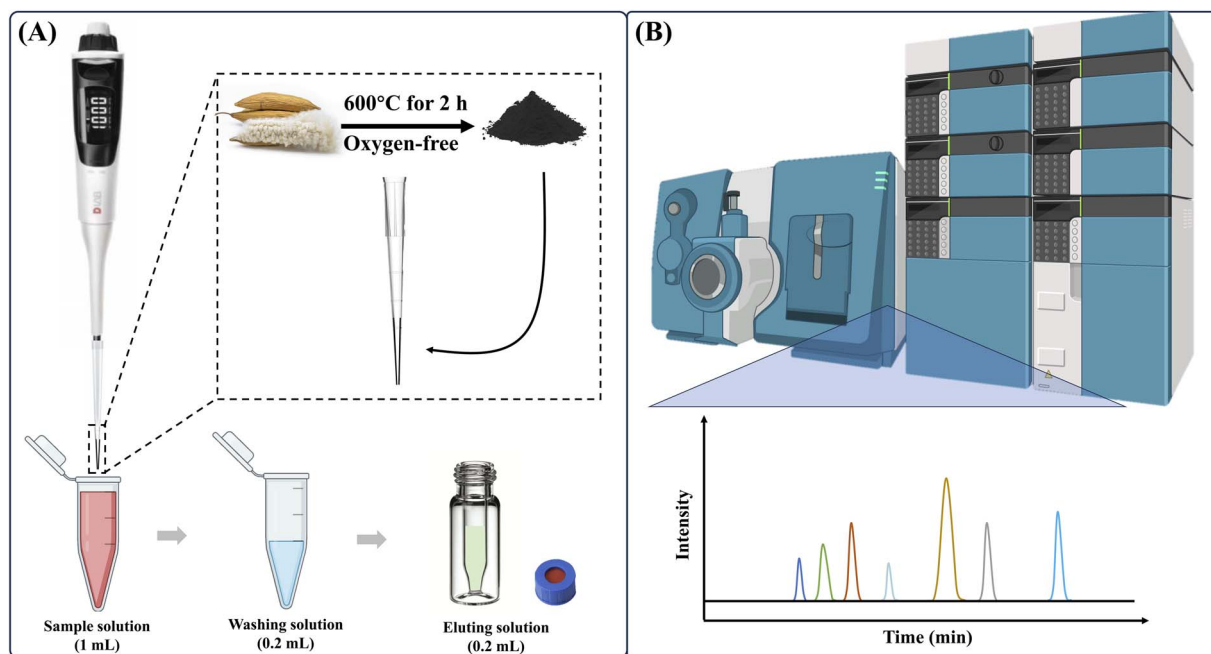 (A)
1000
600°C for 2 h
Oxygen-free
Sample solution
(1 mL)
Washing solution
(0.2 mL)
Eluting solution
(0.2 mL)
(B)
Intensity
Time (min)